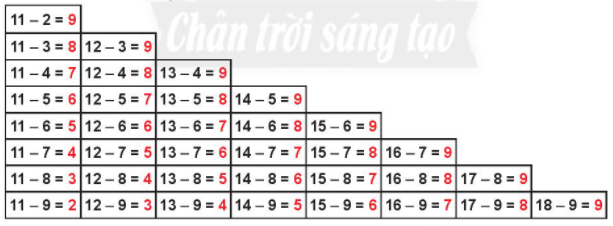 Chân trời sáng tạo
11 – 2 = 9
11 – 3 = 8 12 – 3 = 9
11 – 4 = 7 12 – 4 = 8 13 – 4 = 9
11 – 5 = 6 12 – 5 = 7 13 – 5 = 8 14 – 5 = 9
11 – 6 = 5 12 – 6 = 6 13 – 6 = 7 14 – 6 = 8 15 – 6 = 9
11 – 7 = 4 12 – 7 = 5 13 – 7 = 6 14 – 7 = 7 15 – 7 = 8 16 – 7 = 9
11 – 8 = 3 12 – 8 = 4 13 – 8 = 5 14 – 8 = 6 15 – 8 = 7 16 – 8 = 8 17 – 8 = 9
11 – 9 = 2 12 – 9 = 3 13 – 9 = 4 14 – 9 = 5 15 – 9 = 6 16 – 9 = 7 17 – 9 = 8 18 – 9 = 9